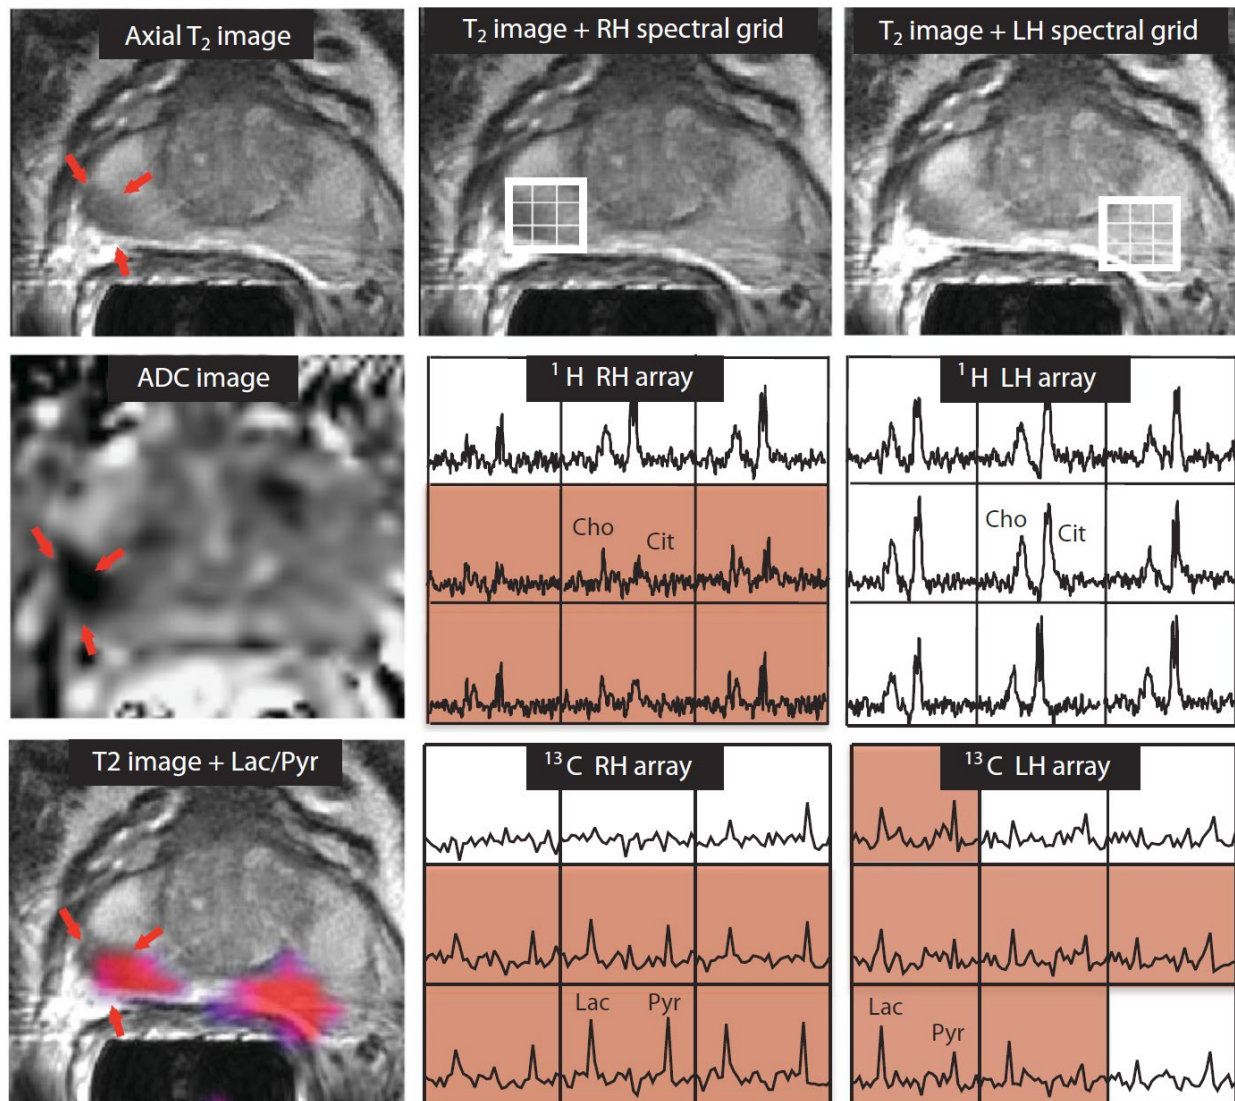 Axial T₂ image
T₂ image + RH spectral grid
T₂ image + LH spectral grid
ADC image
¹H RH array
¹H LH array
Cho
Cit
Cho
Cit
T2 image + Lac/Pyr
¹³C RH array
¹³C LH array
Lac
Pyr
Lac
Pyr